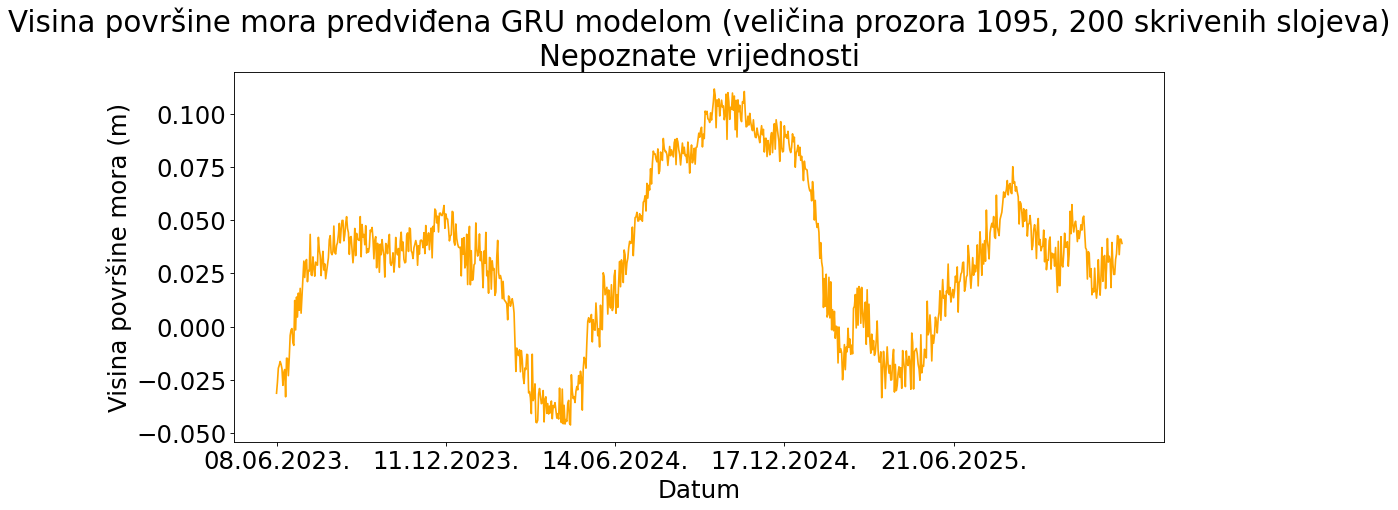 Visina površine mora predviđena GRU modelom (veličina prozora 1095, 200 skrivenih slojeva)
Nepoznate vrijednosti
Visina površine mora (m)
0.100
0.075
0.050
0.025
0.000
−0.025
−0.050
08.06.2023. 11.12.2023. 14.06.2024. 17.12.2024. 21.06.2025.
Datum